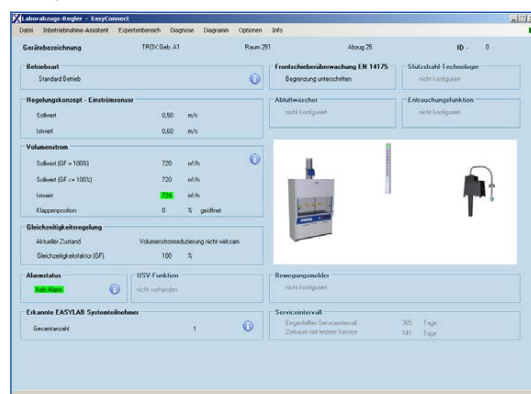 Laborabzugs-Regler - EasyConnect
Datei Inbetriebnahme-Assistent Expertenbereich Diagnose Diagramm Optionen Info
Gerätebezeichnung TROX Geb. A1 Raum 251 Abzug 25 ID - 0
Betriebsart
Standard Betrieb
Frontschieberüberwachung EN 14175
Begrenzung unterschritten
Stützstrahl-Technologie
nicht konfiguriert
Regelungskonzept - Einströmsensor
Sollwert 0,50 m/s
Istwert 0,60 m/s
Abluftwäscher
nicht konfiguriert
Entrauchungsfunktion
nicht konfiguriert
Volumenstrom
Sollwert (GF = 100%) 720 m³/h
Sollwert (GF <= 100%) 720 m³/h
Istwert 724 m³/h
Klappenposition 0 % geöffnet
Gleichzeitigkeitsregelung
Aktueller Zustand Volumenstromreduzierung nicht wirksam
Gleichzeitigkeitsfaktor (GF) 100 %
Alarmstatus
kein Alarm
USV-Funktion
nicht vorhanden
Bewegungsmelder
nicht konfiguriert
Erkannte EASYLAB Systemteilnehmer
Gesamtanzahl 1
Serviceintervall
Eingestelltes Serviceintervall 365 Tage
Zeitraum seit letztem Service 141 Tage